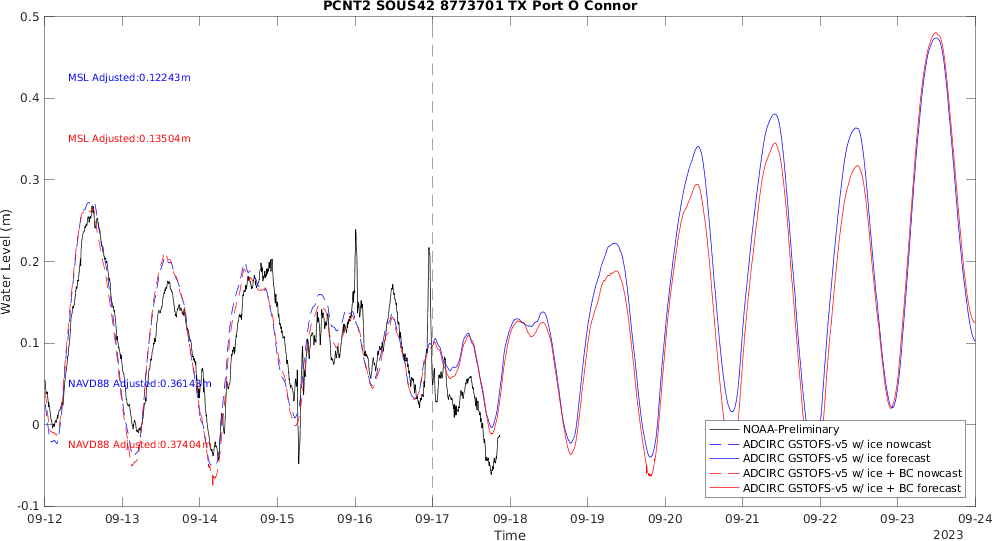 PCNT2 SOUS42 8773701 TX Port O Connor
0.5
0.4
0.3
0.2
0.1
0
-0.1
Water Level (m)
MSL Adjusted:0.12243m
MSL Adjusted:0.13504m
NAVD88 Adjusted:0.36143m
NAVD88 Adjusted:0.37404m
NOAA-Preliminary
ADCIRC GSTOFS-v5 w/ ice nowcast
ADCIRC GSTOFS-v5 w/ ice forecast
ADCIRC GSTOFS-v5 w/ ice + BC nowcast
ADCIRC GSTOFS-v5 w/ ice + BC forecast
09-12 09-13 09-14 09-15 09-16 09-17 09-18 09-19 09-20 09-21 09-22 09-23 09-24
Time
2023